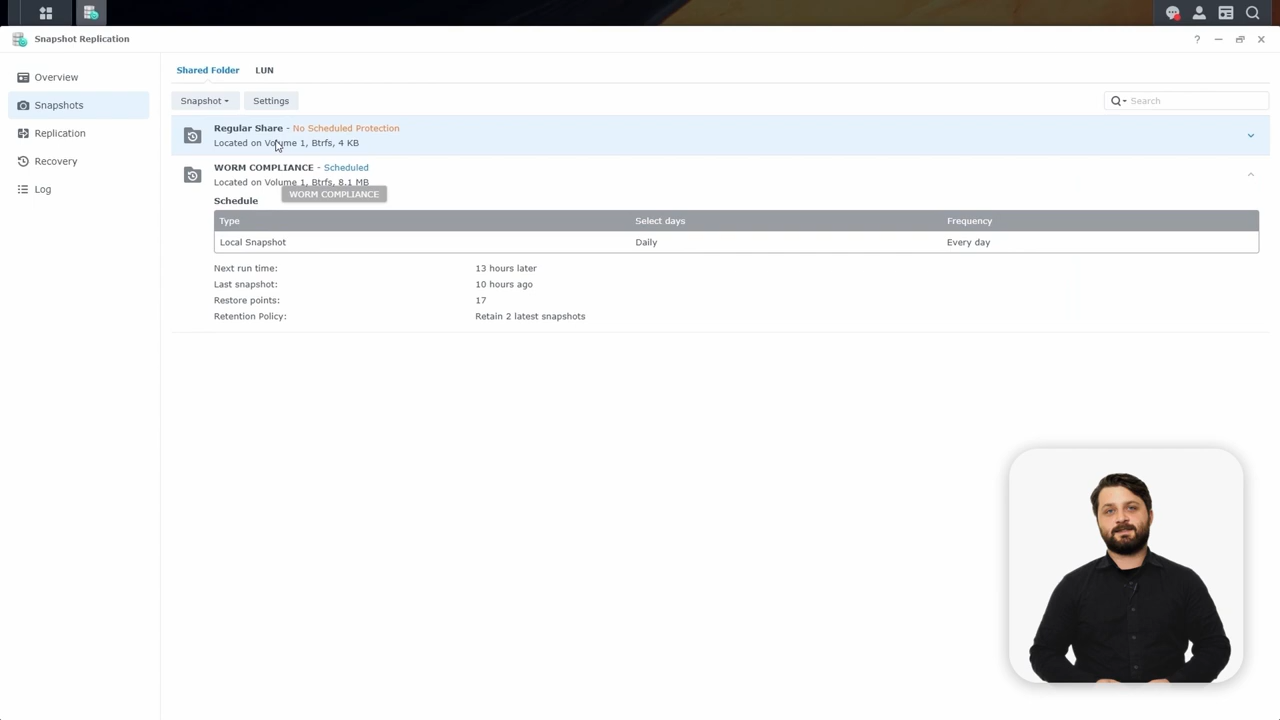 Snapshot Replication
?
Overview
Snapshots
Replication
Recovery
Log
Shared Folder LUN
Snapshot Settings
Search
Regular Share - No Scheduled Protection
Located on Volume 1, Btrfs, 4 KB
WORM COMPLIANCE - Scheduled
Located on Volume 1, Btrfs, 8.1 MB
WORM COMPLIANCE
Schedule
Type Select days Frequency
Local Snapshot Daily Every day
Next run time: 13 hours later
Last snapshot: 10 hours ago
Restore points: 17
Retention Policy: Retain 2 latest snapshots